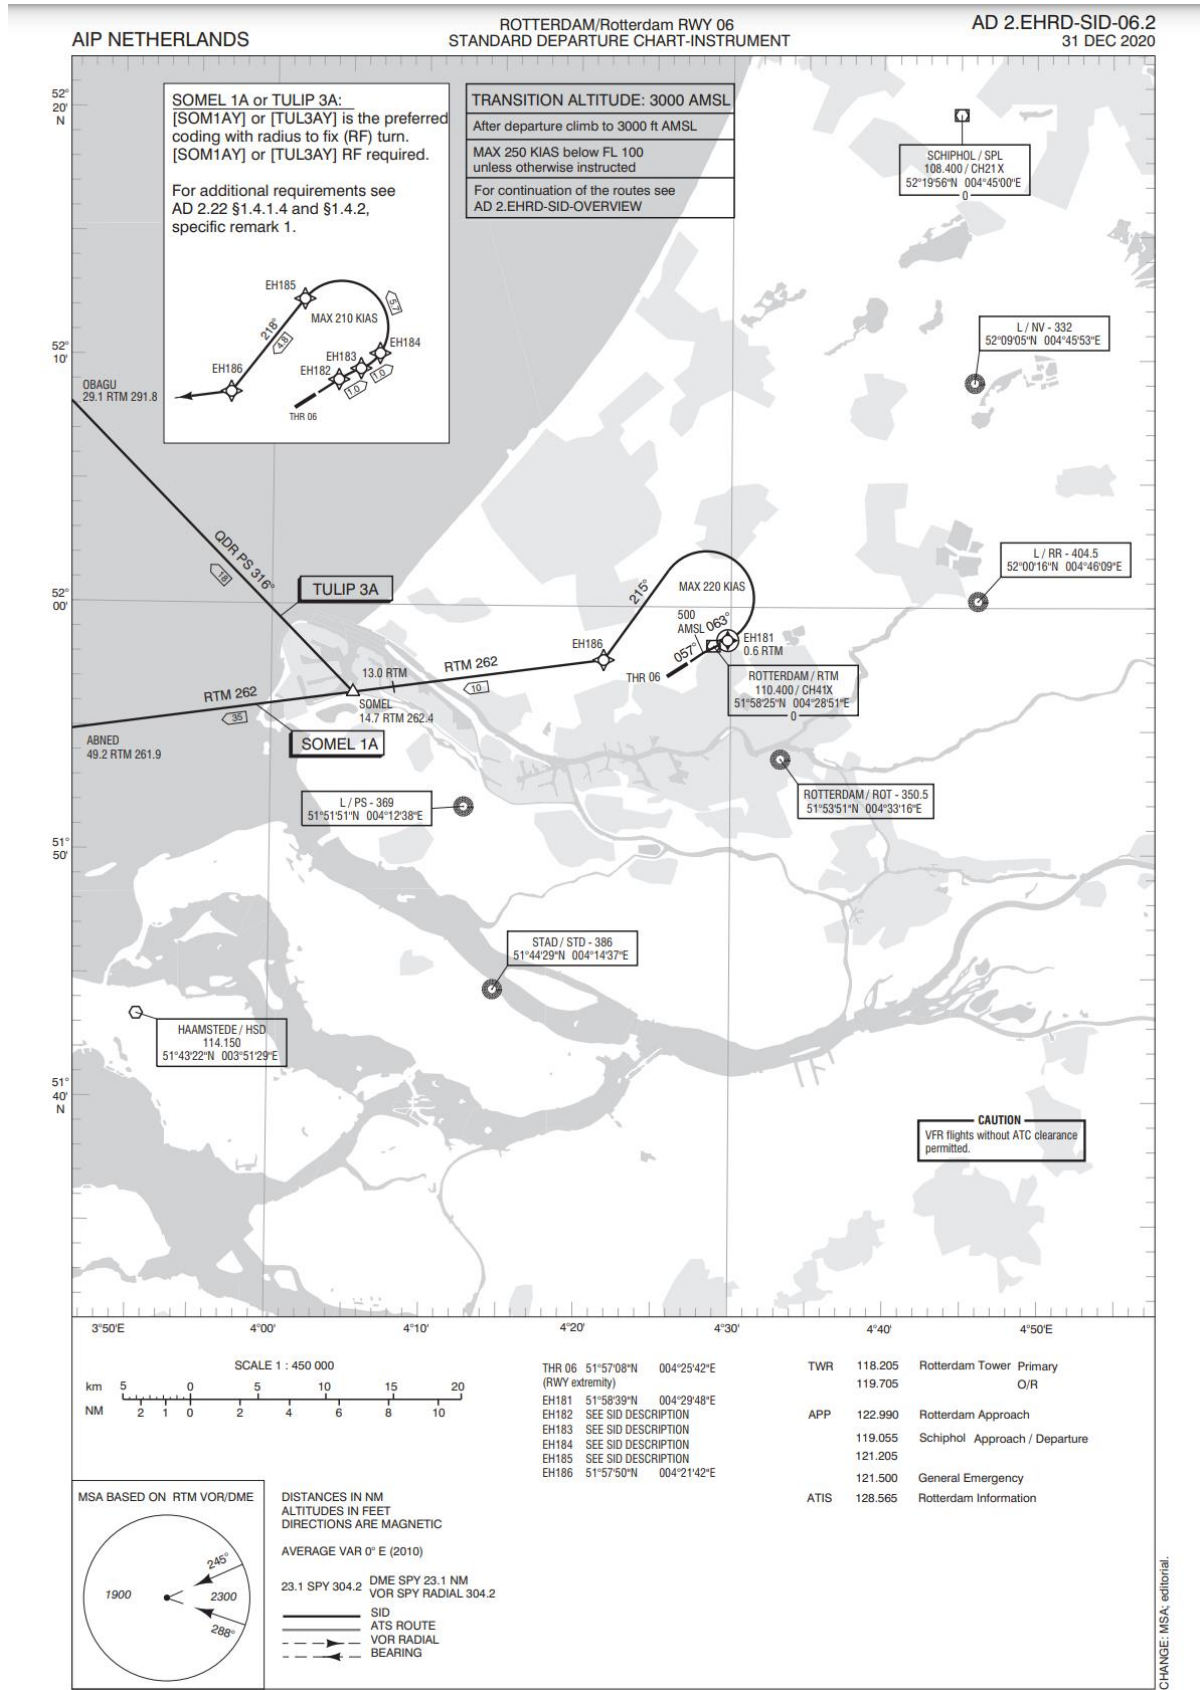 AIP NETHERLANDS
ROTTERDAM/Rotterdam RWY 06
STANDARD DEPARTURE CHART-INSTRUMENT
AD 2.EHRD-SID-06.2
31 DEC 2020
52°
20'
N
52°
10'
52°
00'
51°
50'
51°
40'
N
SOMEL 1A or TULIP 3A:
[SOM1AY] or [TUL3AY] is the preferred
coding with radius to fix (RF) turn.
[SOM1AY] or [TUL3AY] RF required.
For additional requirements see
AD 2.22 §1.4.1.4 and §1.4.2,
specific remark 1.
EH185
MAX 210 KIAS
5.7
218°
4.8
EH184
EH183
EH182
1.0
1.0
EH186
THR 06
TRANSITION ALTITUDE: 3000 AMSL
After departure climb to 3000 ft AMSL
MAX 250 KIAS below FL 100
unless otherwise instructed
For continuation of the routes see
AD 2.EHRD-SID-OVERVIEW
SCHIPHOL / SPL
108.400 / CH21X
52°19'56"N 004°45'00"E
0
L / NV - 332
52°09'05"N 004°45'53"E
OBAGU
29.1 RTM 291.8
QDR PS 316°
18
TULIP 3A
L / RR - 404.5
52°00'16"N 004°46'09"E
215°
MAX 220 KIAS
500
AMSL
063°
057°
EH181
0.6 RTM
EH186
THR 06
ROTTERDAM / RTM
110.400 / CH41X
51°58'25"N 004°28'51"E
0
RTM 262
10
13.0 RTM
SOMEL
14.7 RTM 262.4
RTM 262
35
SOMEL 1A
ABNED
49.2 RTM 261.9
L / PS - 369
51°51'51"N 004°12'38"E
ROTTERDAM / ROT - 350.5
51°53'51"N 004°33'16"E
STAD / STD - 386
51°44'29"N 004°14'37"E
HAAMSTEDE / HSD
114.150
51°43'22"N 003°51'29"E
CAUTION
VFR flights without ATC clearance
permitted.
3°50'E 4°00' 4°10' 4°20' 4°30' 4°40' 4°50'E
SCALE 1 : 450 000
km 5 0 5 10 15 20
NM 2 1 0 2 4 6 8 10
THR 06 51°57'08"N 004°25'42"E
(RWY extremity)
EH181 51°58'39"N 004°29'48"E
EH182 SEE SID DESCRIPTION
EH183 SEE SID DESCRIPTION
EH184 SEE SID DESCRIPTION
EH185 SEE SID DESCRIPTION
EH186 51°57'50"N 004°21'42"E
TWR 118.205 Rotterdam Tower Primary
119.705 O/R
APP 122.990 Rotterdam Approach
119.055 Schiphol Approach / Departure
121.205
121.500 General Emergency
ATIS 128.565 Rotterdam Information
MSA BASED ON RTM VOR/DME
245°
1900
2300
288°
DISTANCES IN NM
ALTITUDES IN FEET
DIRECTIONS ARE MAGNETIC
AVERAGE VAR 0° E (2010)
23.1 SPY 304.2
DME SPY 23.1 NM
VOR SPY RADIAL 304.2
SID
ATS ROUTE
VOR RADIAL
BEARING
CHANGE: MSA; editorial.